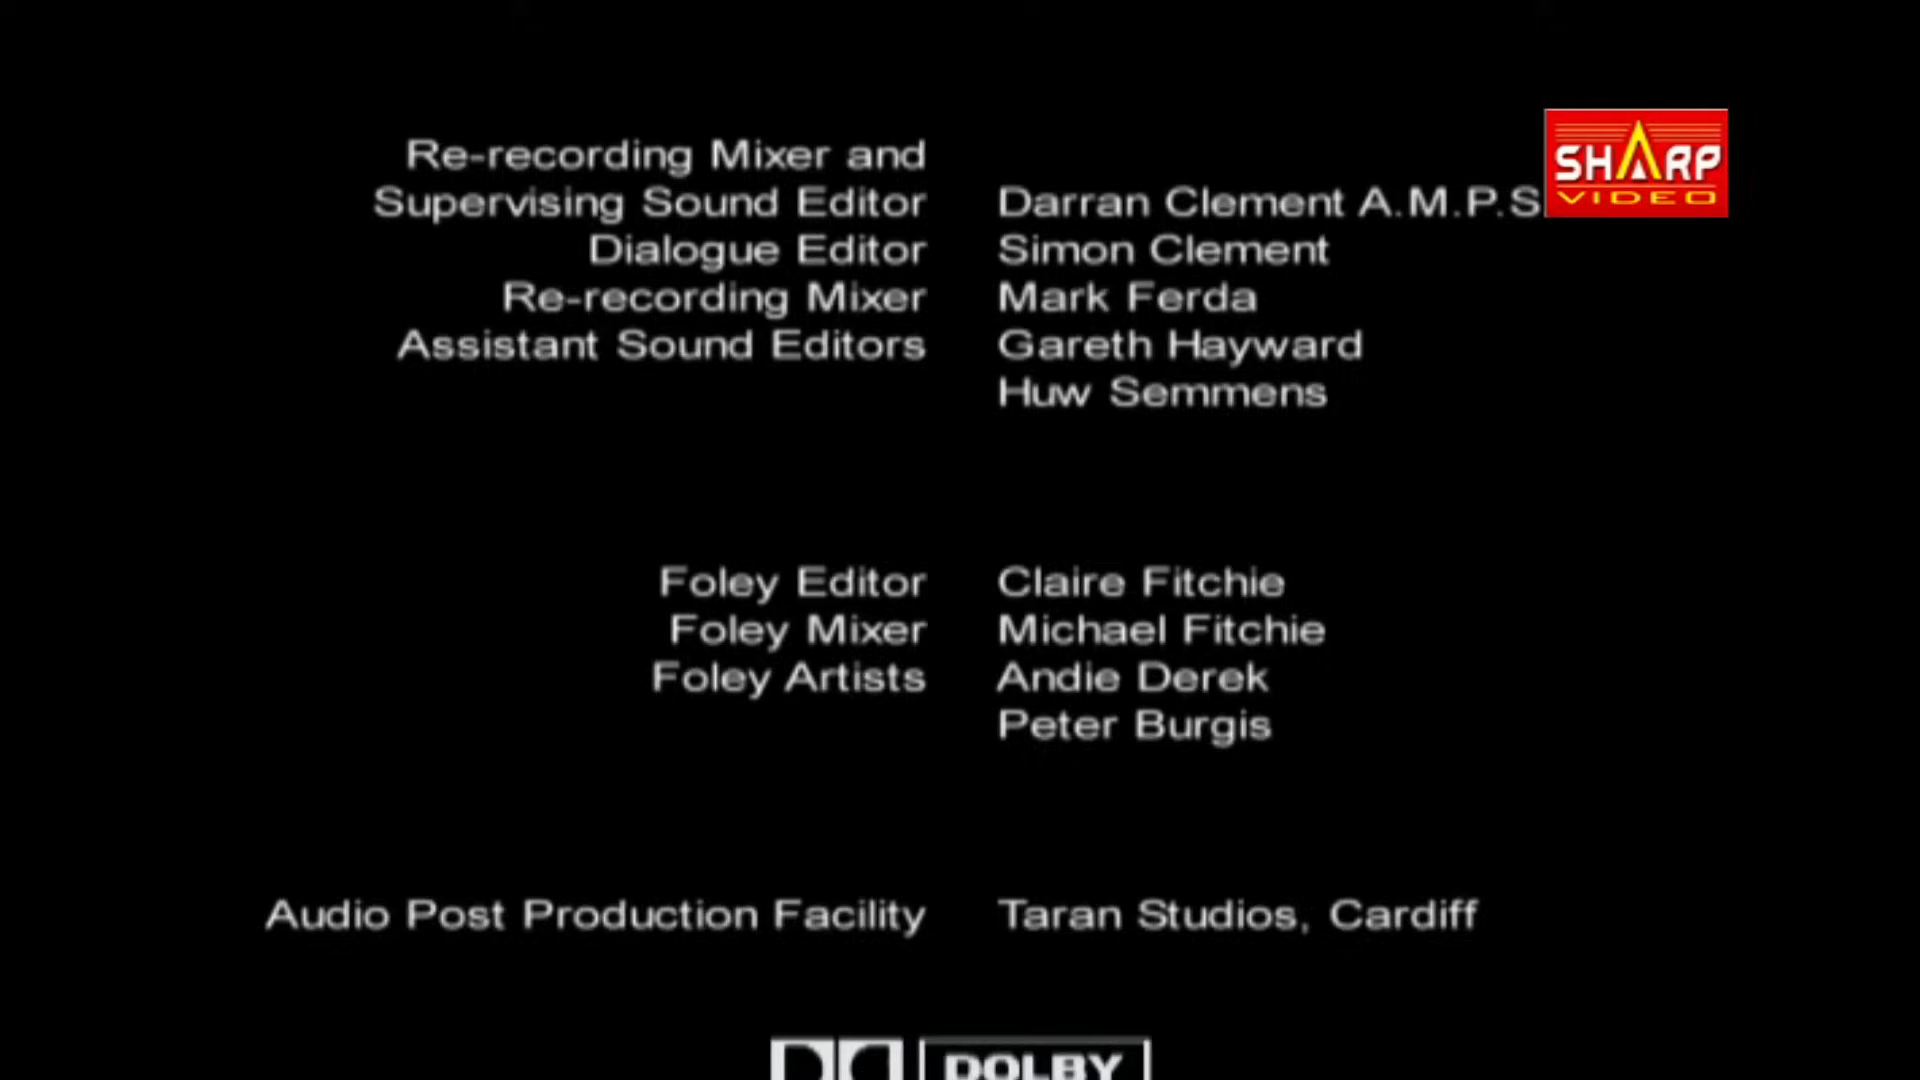 Re-recording Mixer and
Supervising Sound Editor Darran Clement A.M.P.S
Dialogue Editor Simon Clement
Re-recording Mixer Mark Ferda
Assistant Sound Editors Gareth Hayward
Huw Semmens
Foley Editor Claire Fitchie
Foley Mixer Michael Fitchie
Foley Artists Andie Derek
Peter Burgis
Audio Post Production Facility Taran Studios, Cardiff
DOLBY
SHARP
VIDEO